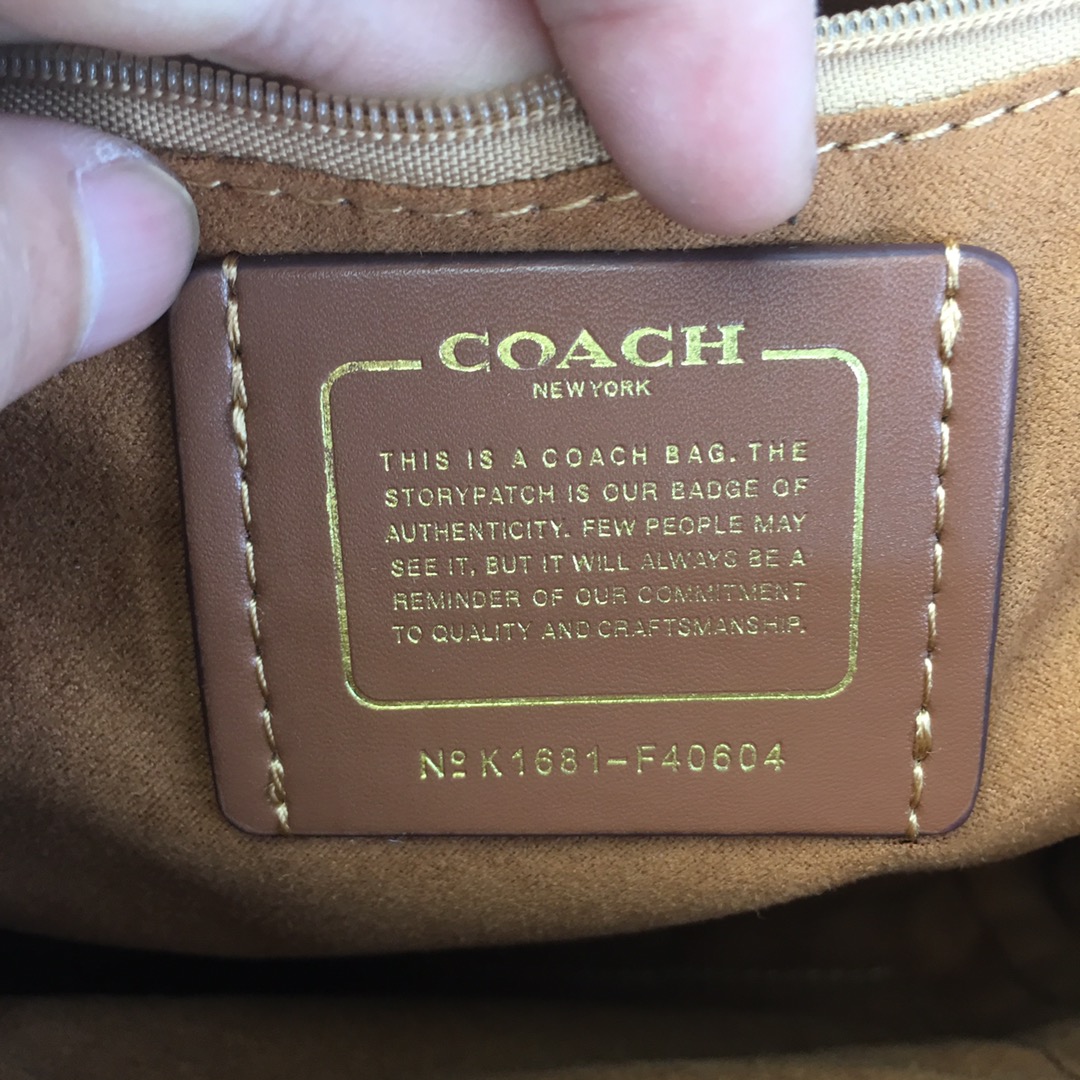 COACH
NEW YORK
THIS IS A COACH BAG. THE
STORYPATCH IS OUR BADGE OF
AUTHENTICITY. FEW PEOPLE MAY
SEE IT, BUT IT WILL ALWAYS BE A
REMINDER OF OUR COMMITMENT
TO QUALITY AND CRAFTSMANSHIP.
Nº K1681-F40604